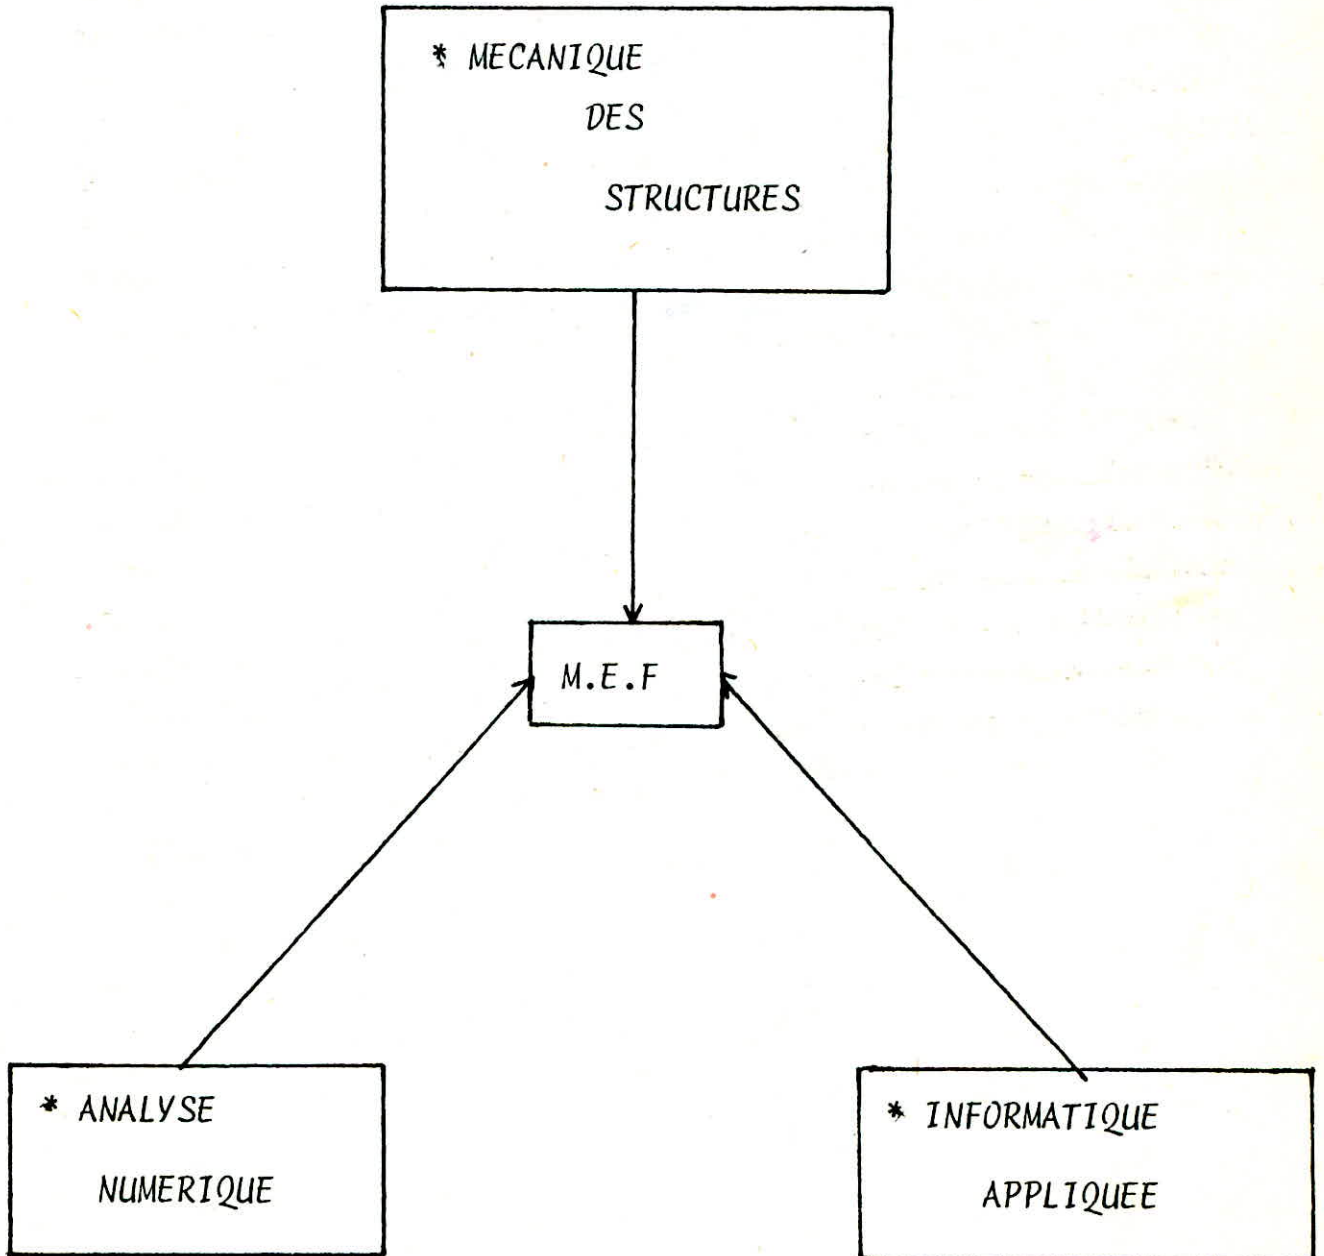 * MECANIQUE
DES
STRUCTURES
M.E.F
* ANALYSE
NUMERIQUE
* INFORMATIQUE
APPLIQUEE